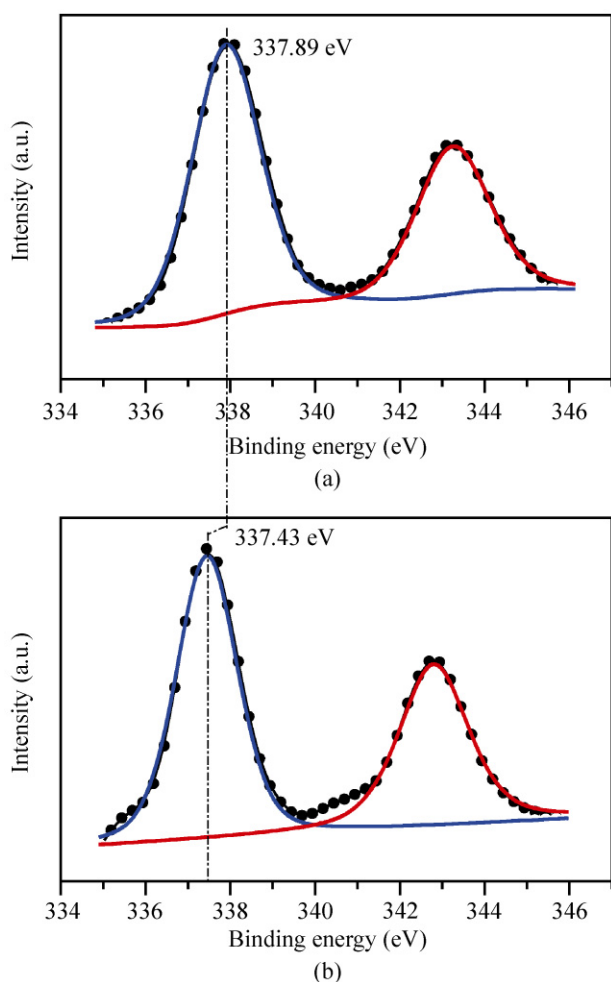 337.89 eV
Intensity (a.u.)
334 336 338 340 342 344 346
Binding energy (eV)
(a)
337.43 eV
Intensity (a.u.)
334 336 338 340 342 344 346
Binding energy (eV)
(b)